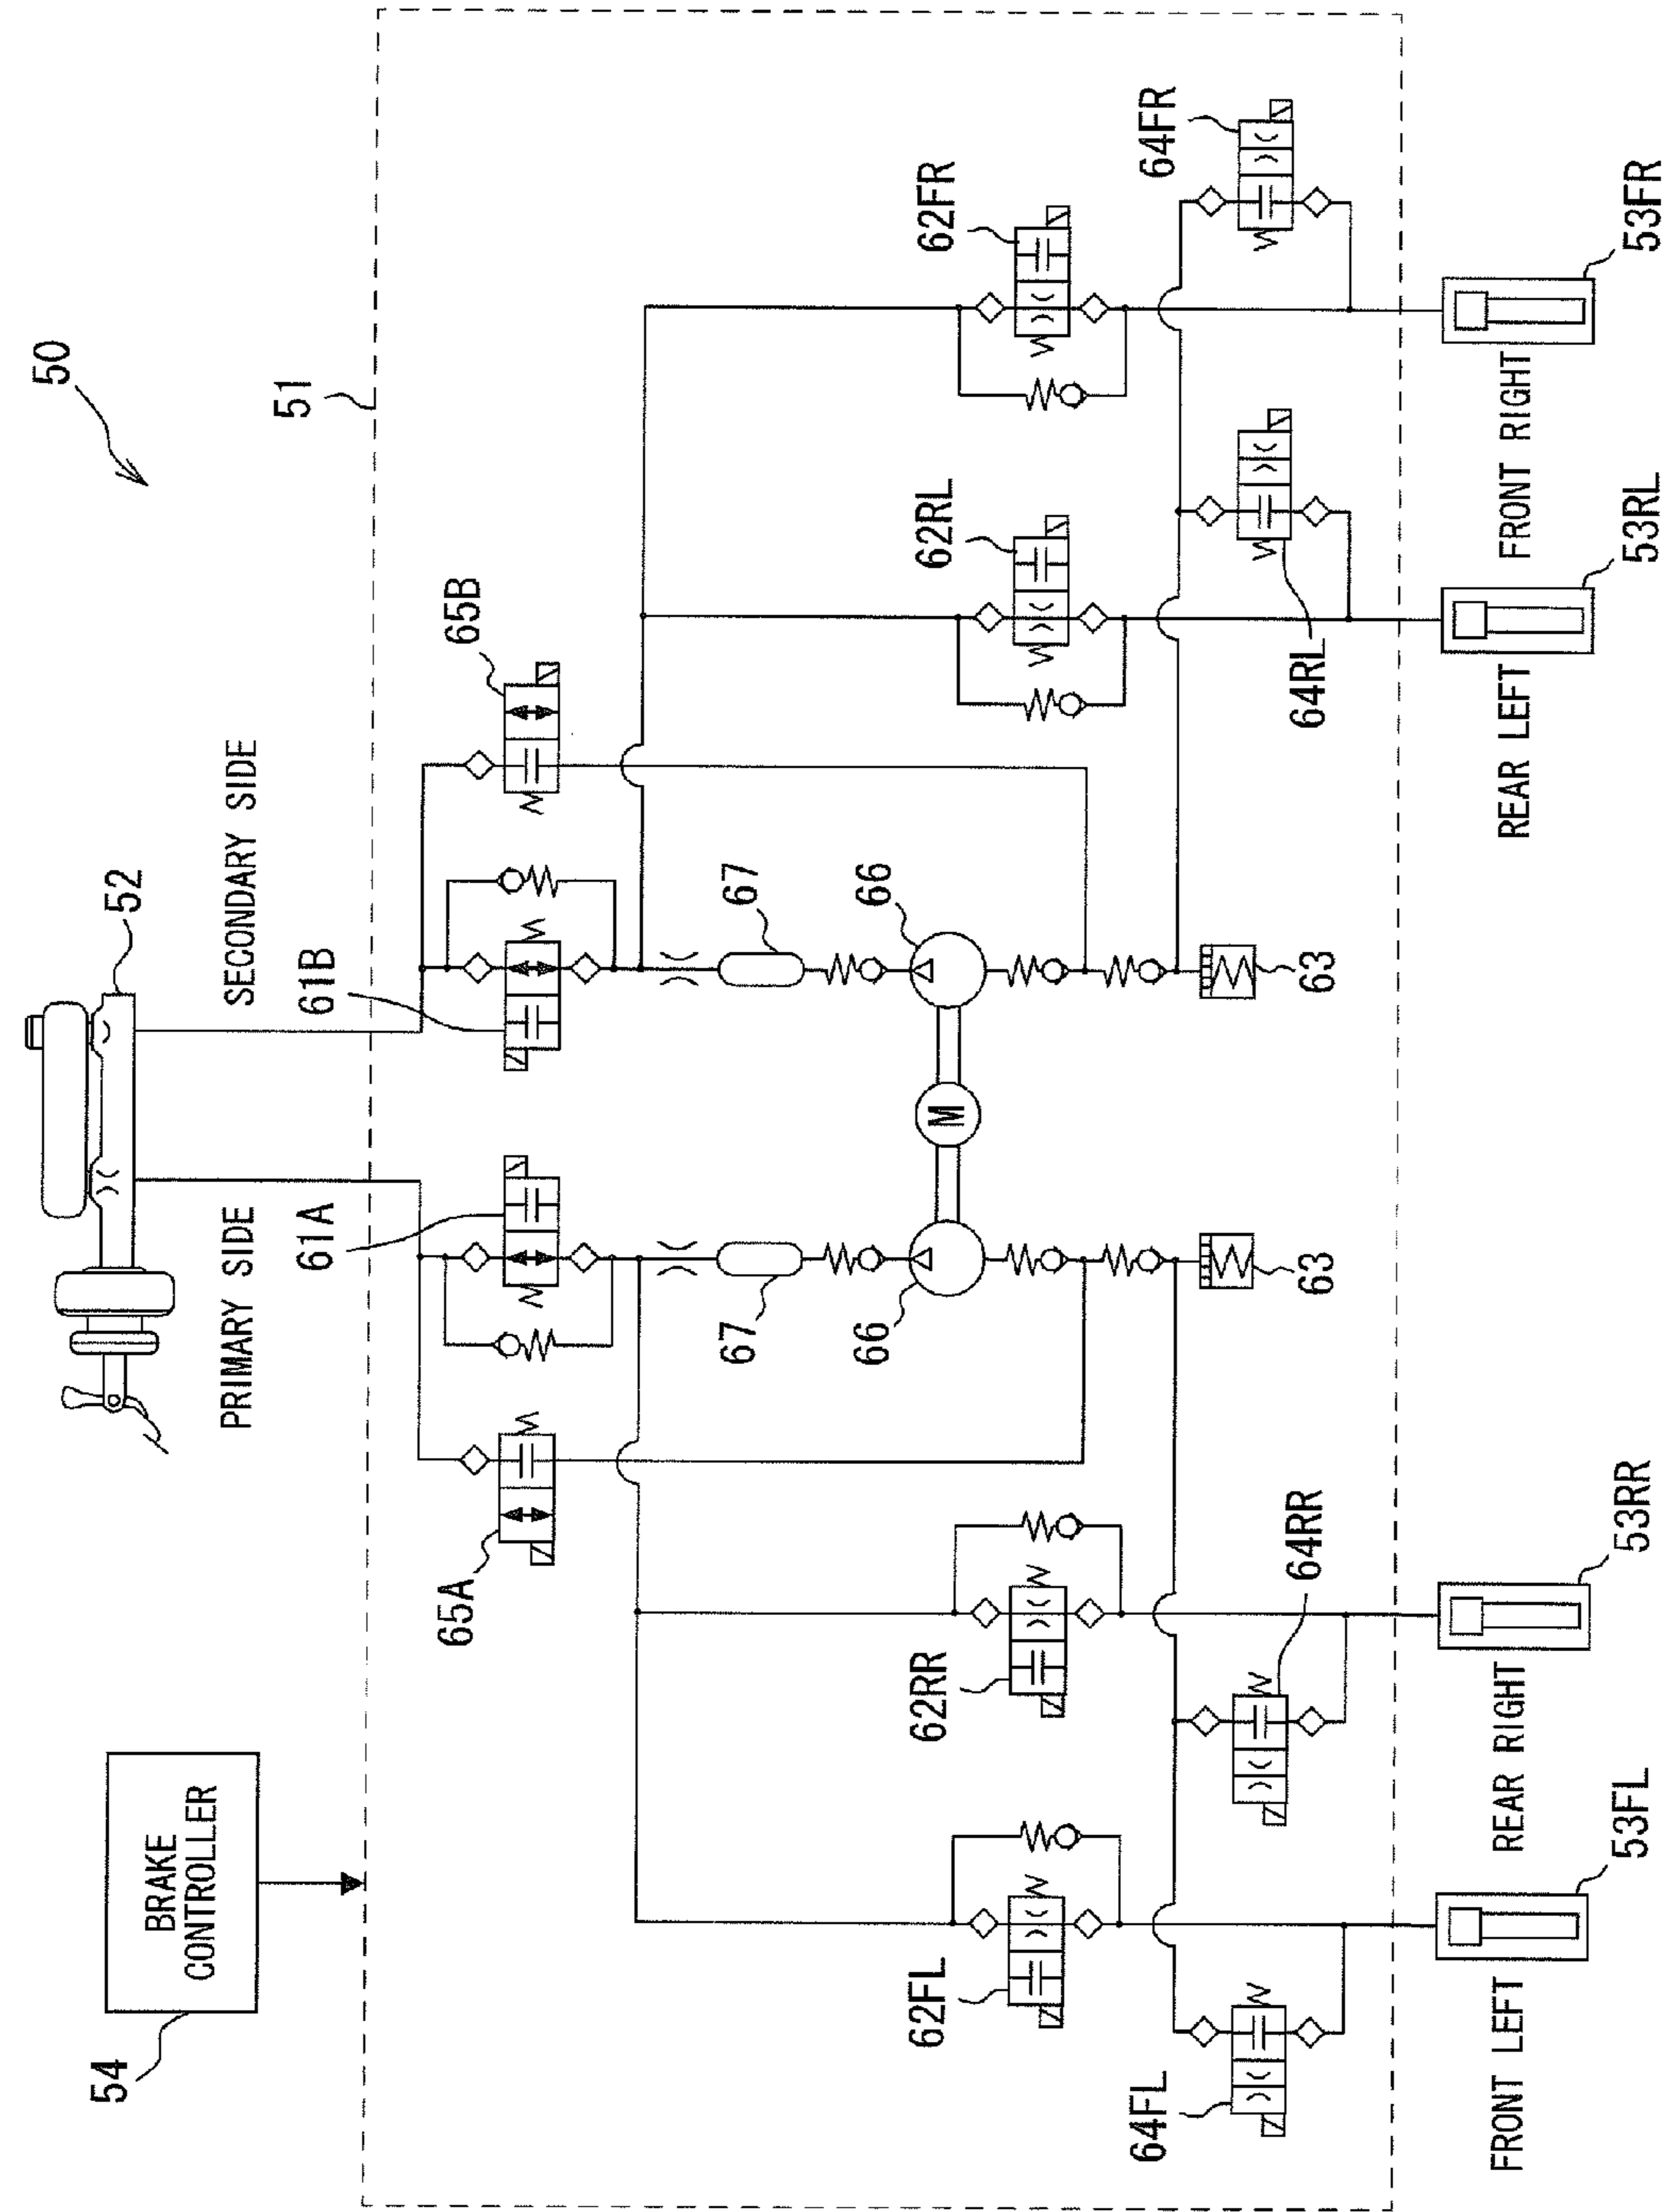 50
BRAKE
CONTROLLER
54
52
PRIMARY SIDE
SECONDARY SIDE
51
61A
61B
65A
65B
67
67
66
M
66
62FL
62RR
62RL
62FR
63
63
64FL
64RR
64RL
64FR
53FL
53RR
53RL
53FR
FRONT LEFT
REAR RIGHT
REAR LEFT
FRONT RIGHT